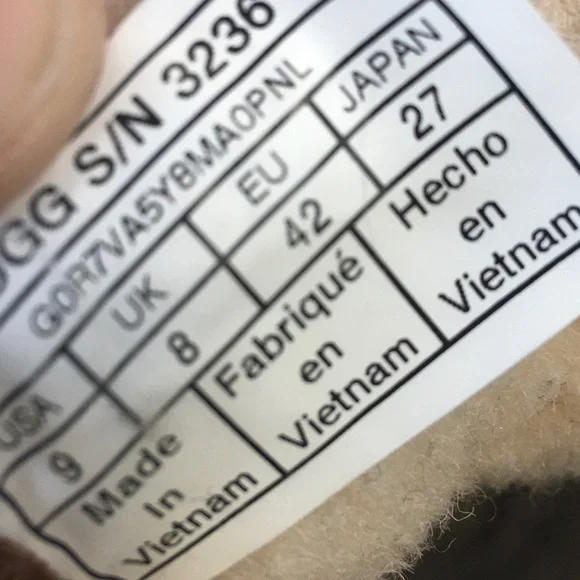 UGG S/N 3236
G0R7VA5Y8MA0PNL
USA UK EU JAPAN
9 8 42 27
Made
In
Vietnam
Fabriqué
en
Vietnam
Hecho
en
Vietnam